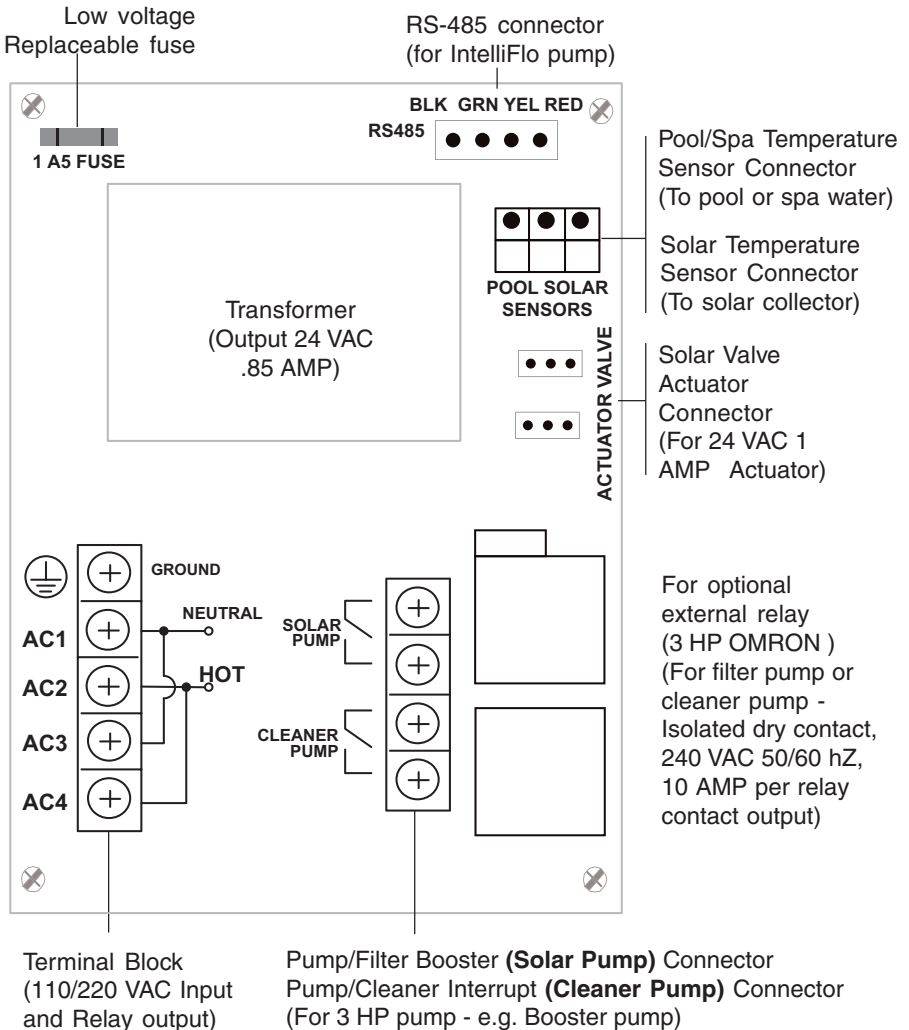 Low voltage
Replaceable fuse
RS-485 connector
(for IntelliFlo pump)
BLK GRN YEL RED
RS485
1 A5 FUSE
Pool/Spa Temperature
Sensor Connector
(To pool or spa water)
Solar Temperature
Sensor Connector
(To solar collector)
POOL SOLAR
SENSORS
Transformer
(Output 24 VAC
.85 AMP)
ACTUATOR VALVE
Solar Valve
Actuator
Connector
(For 24 VAC 1
AMP Actuator)
GROUND
NEUTRAL
AC1
HOT
AC2
AC3
AC4
SOLAR
PUMP
CLEANER
PUMP
For optional
external relay
(3 HP OMRON )
(For filter pump or
cleaner pump -
Isolated dry contact,
240 VAC 50/60 hZ,
10 AMP per relay
contact output)
Terminal Block
(110/220 VAC Input
and Relay output)
Pump/Filter Booster (Solar Pump) Connector
Pump/Cleaner Interrupt (Cleaner Pump) Connector
(For 3 HP pump - e.g. Booster pump)